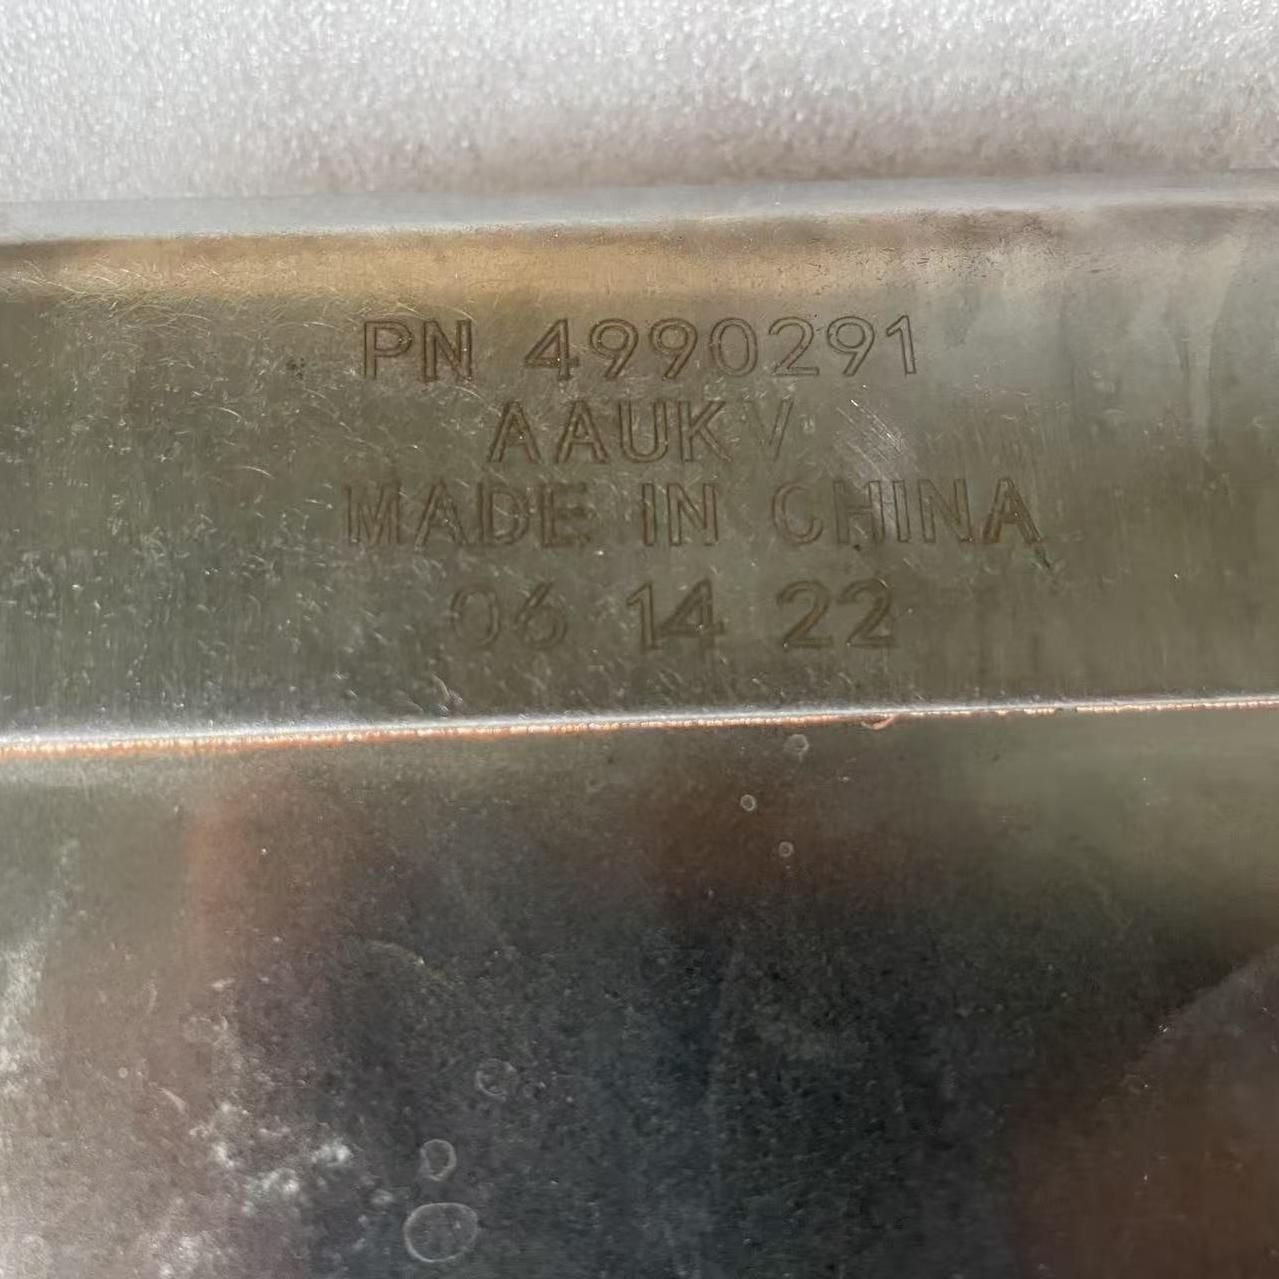 PN 4990291
AAUKV
MADE IN CHINA
06 14 22